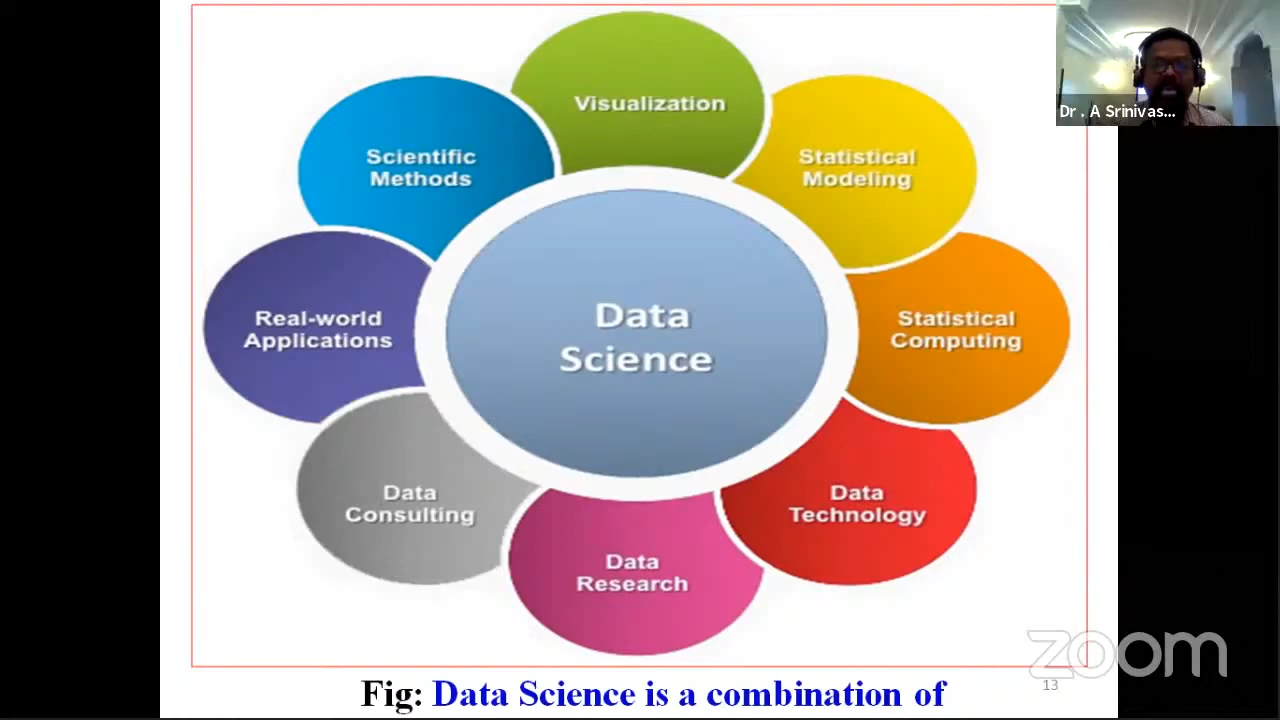 Visualization
Dr . A Srinivas...
Scientific
Methods
Statistical
Modeling
Real-world
Applications
Data
Science
Statistical
Computing
Data
Consulting
Data
Technology
Data
Research
zoom
Fig: Data Science is a combination of
13